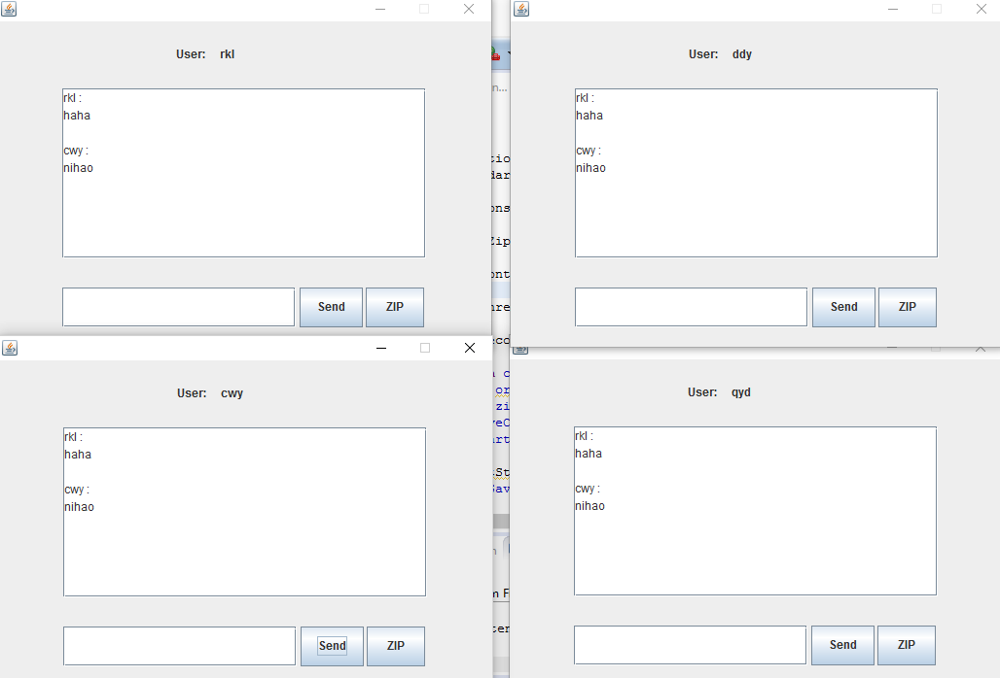 User: rkl
rkl :
haha
cwy :
nihao
Send
ZIP
User: ddy
rkl :
haha
cwy :
nihao
Send
ZIP
User: cwy
rkl :
haha
cwy :
nihao
Send
ZIP
User: qyd
rkl :
haha
cwy :
nihao
Send
ZIP